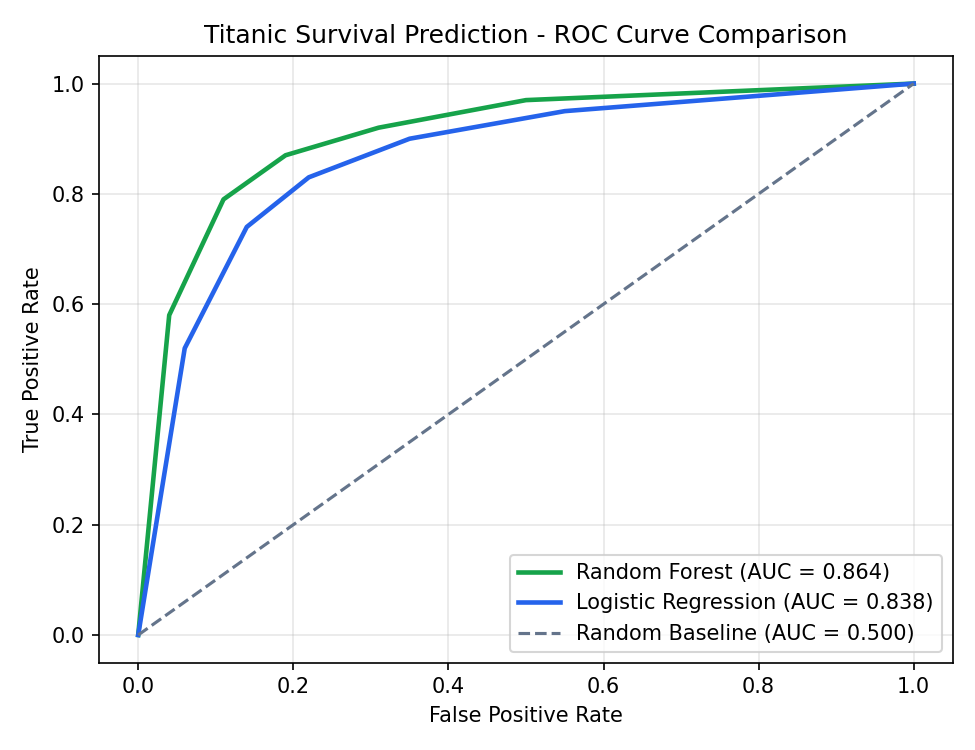 Titanic Survival Prediction - ROC Curve Comparison
1.0
0.8
0.6
0.4
0.2
0.0
True Positive Rate
Random Forest (AUC = 0.864)
Logistic Regression (AUC = 0.838)
Random Baseline (AUC = 0.500)
0.0 0.2 0.4 0.6 0.8 1.0
False Positive Rate